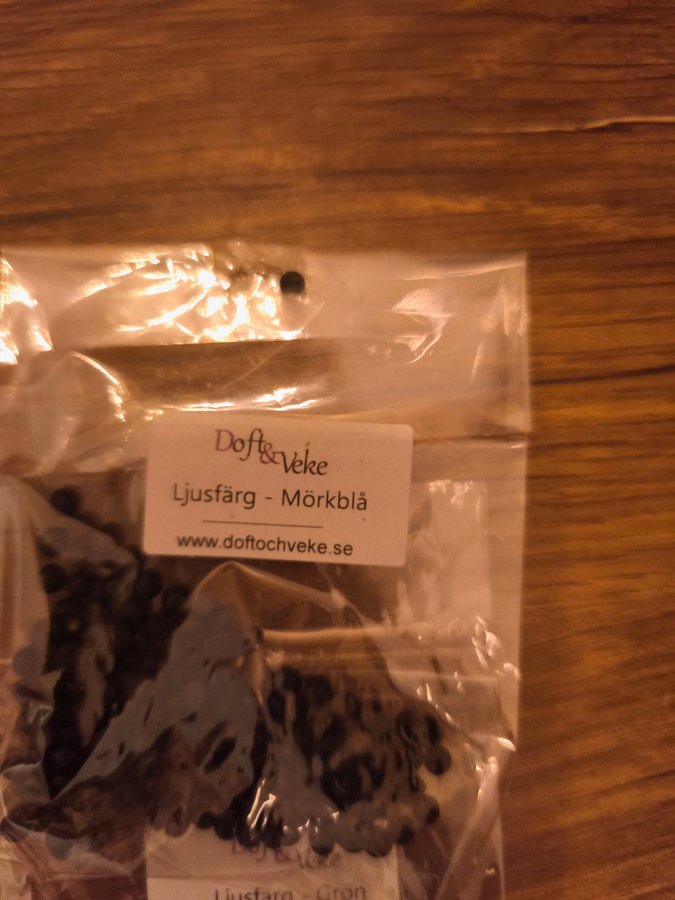 Doft&Veke
Ljusfärg - Mörkblå
www.doftochveke.se
Doft&Veke
Ljusfärg - Grön